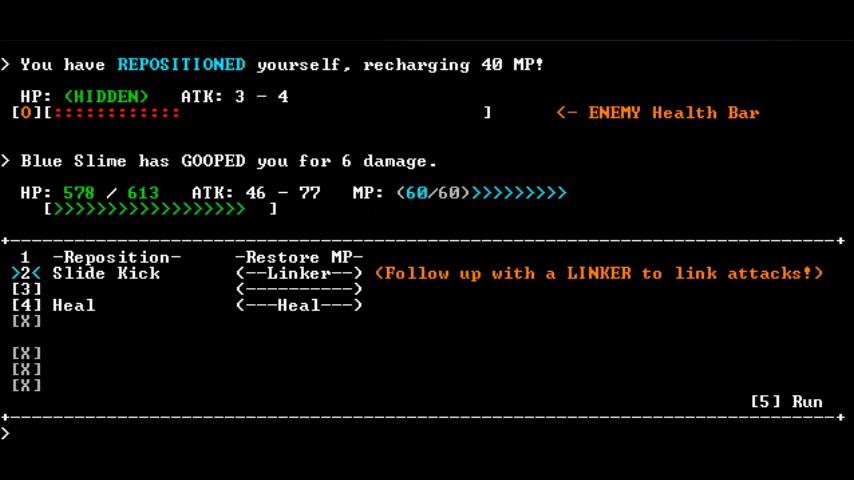 > You have REPOSITIONED yourself, recharging 40 MP!
HP: (HIDDEN) ATK: 3 - 4
[O][:::::::::::: ] <- ENEMY Health Bar
> Blue Slime has GOOPED you for 6 damage.
HP: 578 / 613 ATK: 46 - 77 MP: (60/60)>>>>>>>>>
[>>>>>>>>>>>>>>>>>> ]
+------------------------------------------------------------------------------+
1 -Reposition- -Restore MP-
>2< Slide Kick (--Linker--) (Follow up with a LINKER to link attacks!)
[3] (----------)
[4] Heal (---Heal---)
[X]
[X]
[X]
[X]
[5] Run
+------------------------------------------------------------------------------+
>